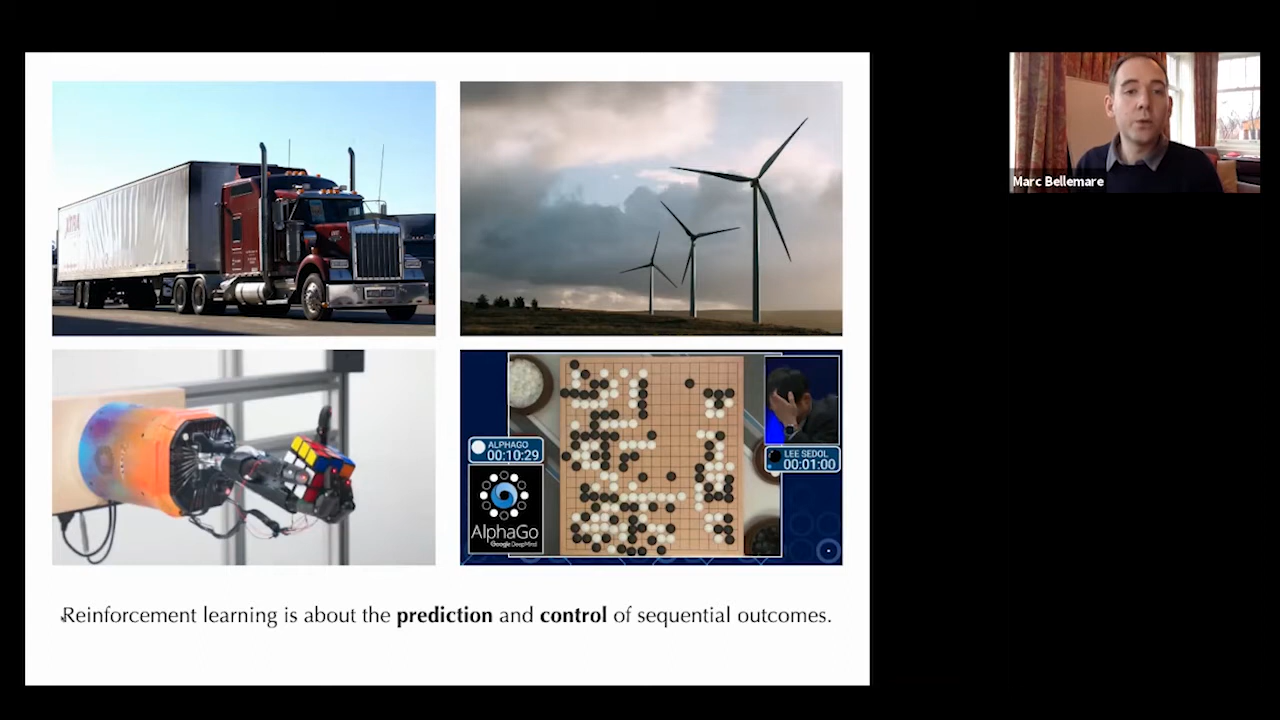 Marc Bellemare
XTRA
ALPHAGO
00:10:29
LEE SEDOL
00:01:00
AlphaGo
Google DeepMind
Reinforcement learning is about the prediction and control of sequential outcomes.